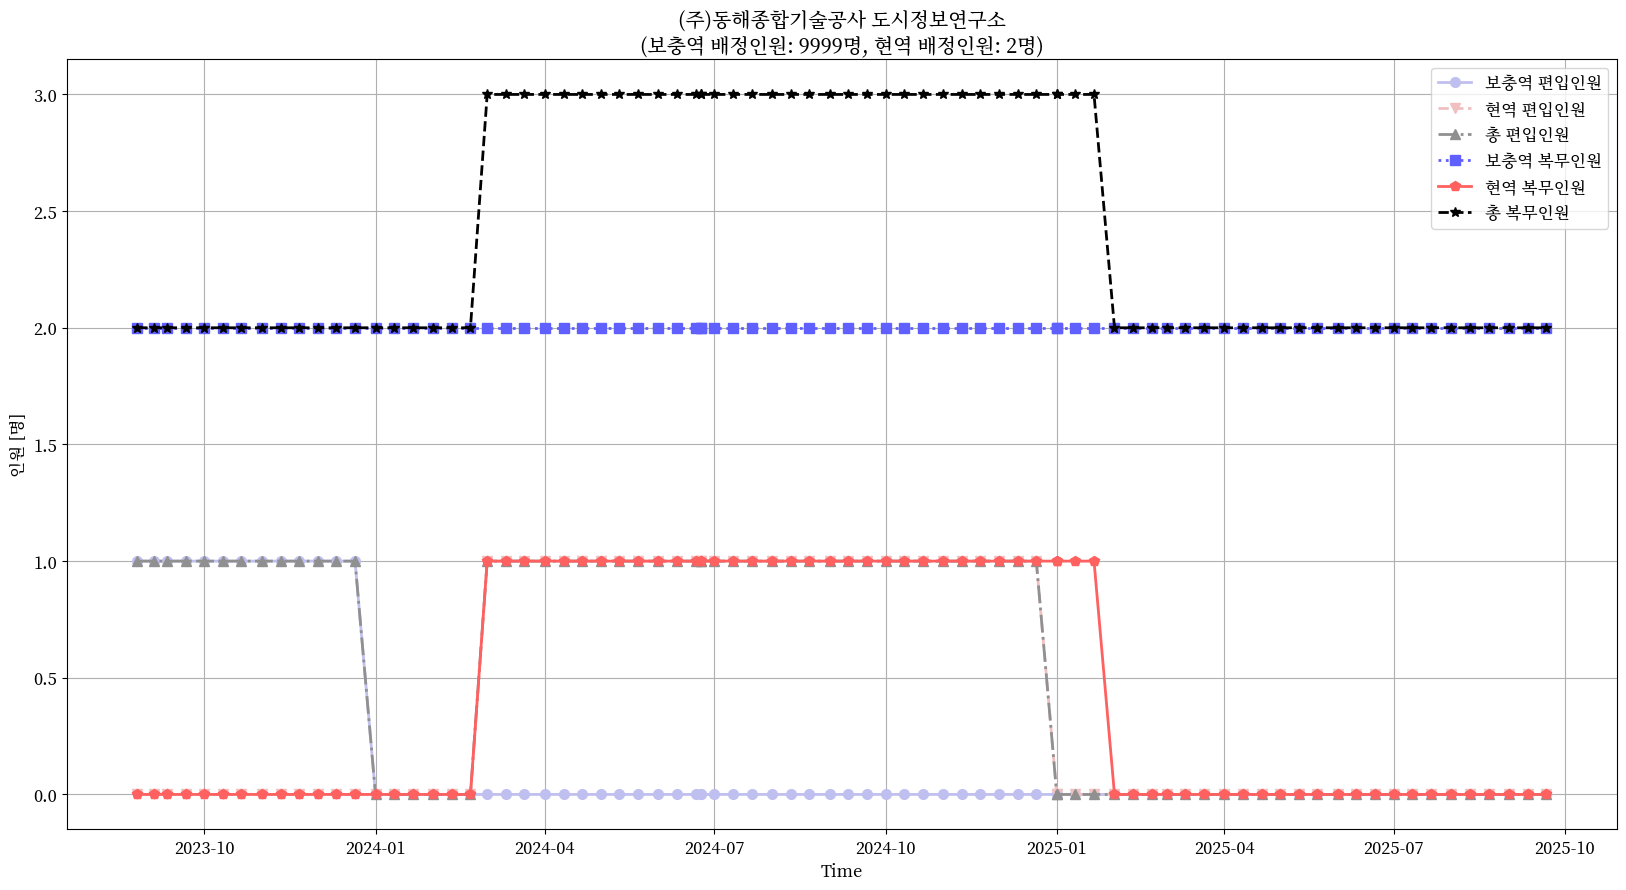 (주)동해종합기술공사 도시정보연구소
(보충역 배정인원: 9999명, 현역 배정인원: 2명)
보충역 편입인원
현역 편입인원
총 편입인원
보충역 복무인원
현역 복무인원
총 복무인원
인원 [명]
3.0
2.5
2.0
1.5
1.0
0.5
0.0
2023-10 2024-01 2024-04 2024-07 2024-10 2025-01 2025-04 2025-07 2025-10
Time